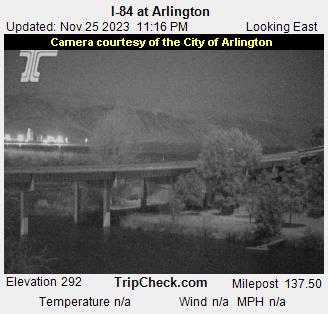 I-84 at Arlington
Updated: Nov 25 2023 11:16 PM Looking East
Camera courtesy of the City of Arlington
Elevation 292 TripCheck.com Milepost 137.50
Temperature n/a Wind n/a MPH n/a